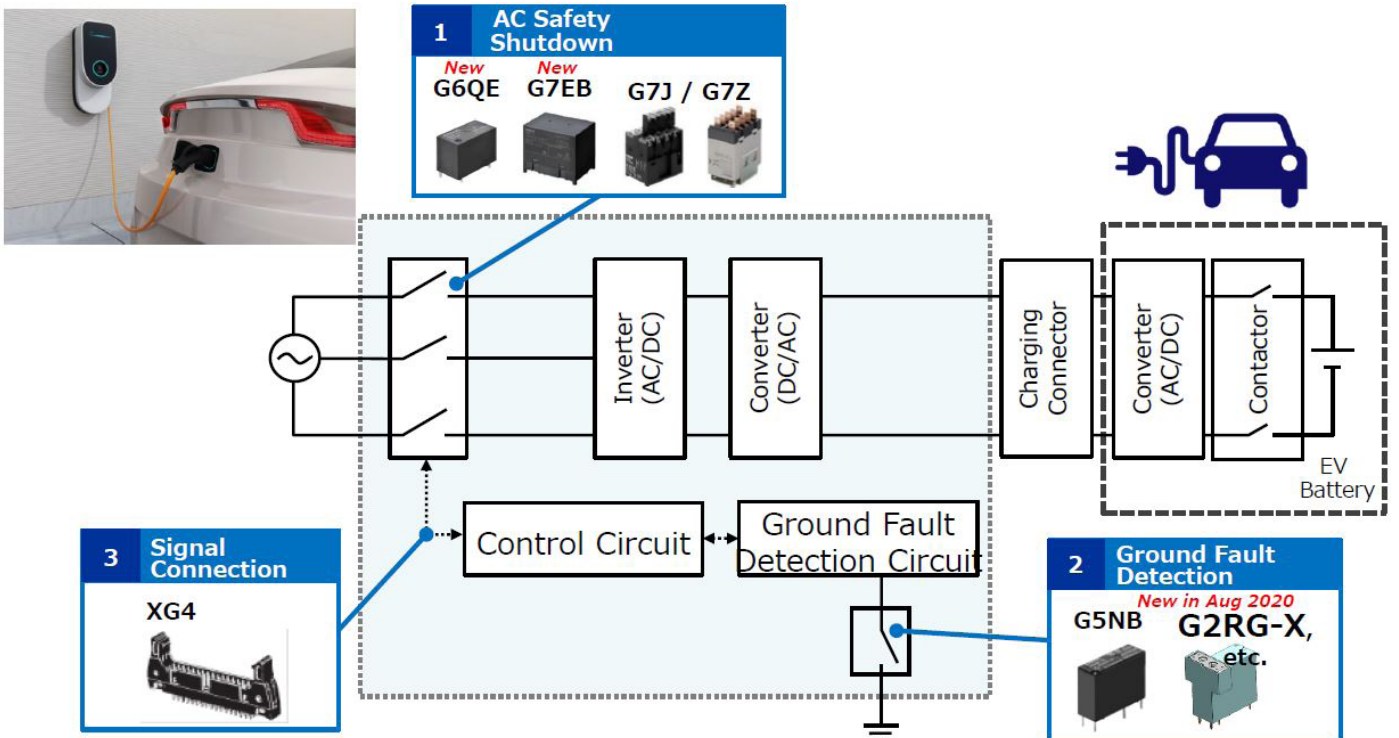 1
AC Safety
Shutdown
New
G6QE
New
G7EB
G7J / G7Z
Inverter
(AC/DC)
Converter
(DC/AC)
Charging
Connector
Converter
(AC/DC)
Contactor
EV
Battery
Control Circuit
Ground Fault
Detection Circuit
3
Signal
Connection
XG4
2
Ground Fault
Detection
New in Aug 2020
G5NB
G2RG-X,
etc.